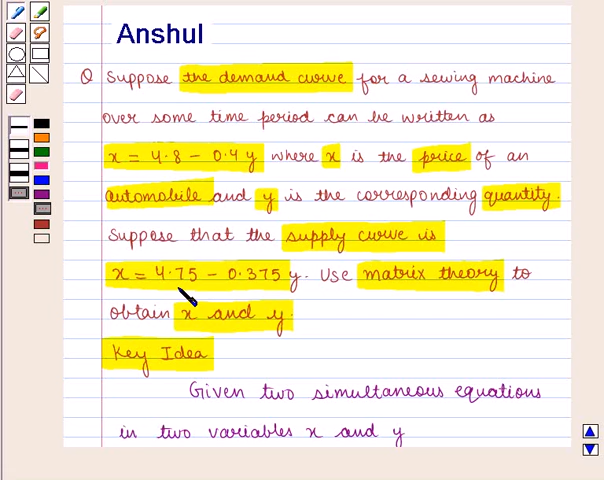 Anshul
Q Suppose the demand curve for a sewing machine
over some time period can be written as
x = 4.8 - 0.4 y where x is the price of an
automobile and y is the corresponding quantity.
Suppose that the supply curve is
x = 4.75 - 0.375 y. Use matrix theory to
obtain x and y.
Key Idea
Given two simultaneous equations
in two variables x and y